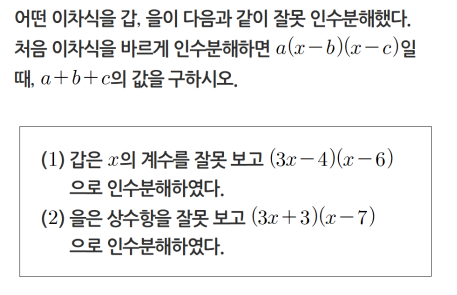 어떤 이차식을 갑, 을이 다음과 같이 잘못 인수분해했다.
처음 이차식을 바르게 인수분해하면 a(x-b)(x-c)일
때, a+b+c의 값을 구하시오.
(1) 갑은 x의 계수를 잘못 보고 (3x-4)(x-6)
으로 인수분해하였다.
(2) 을은 상수항을 잘못 보고 (3x+3)(x-7)
으로 인수분해하였다.